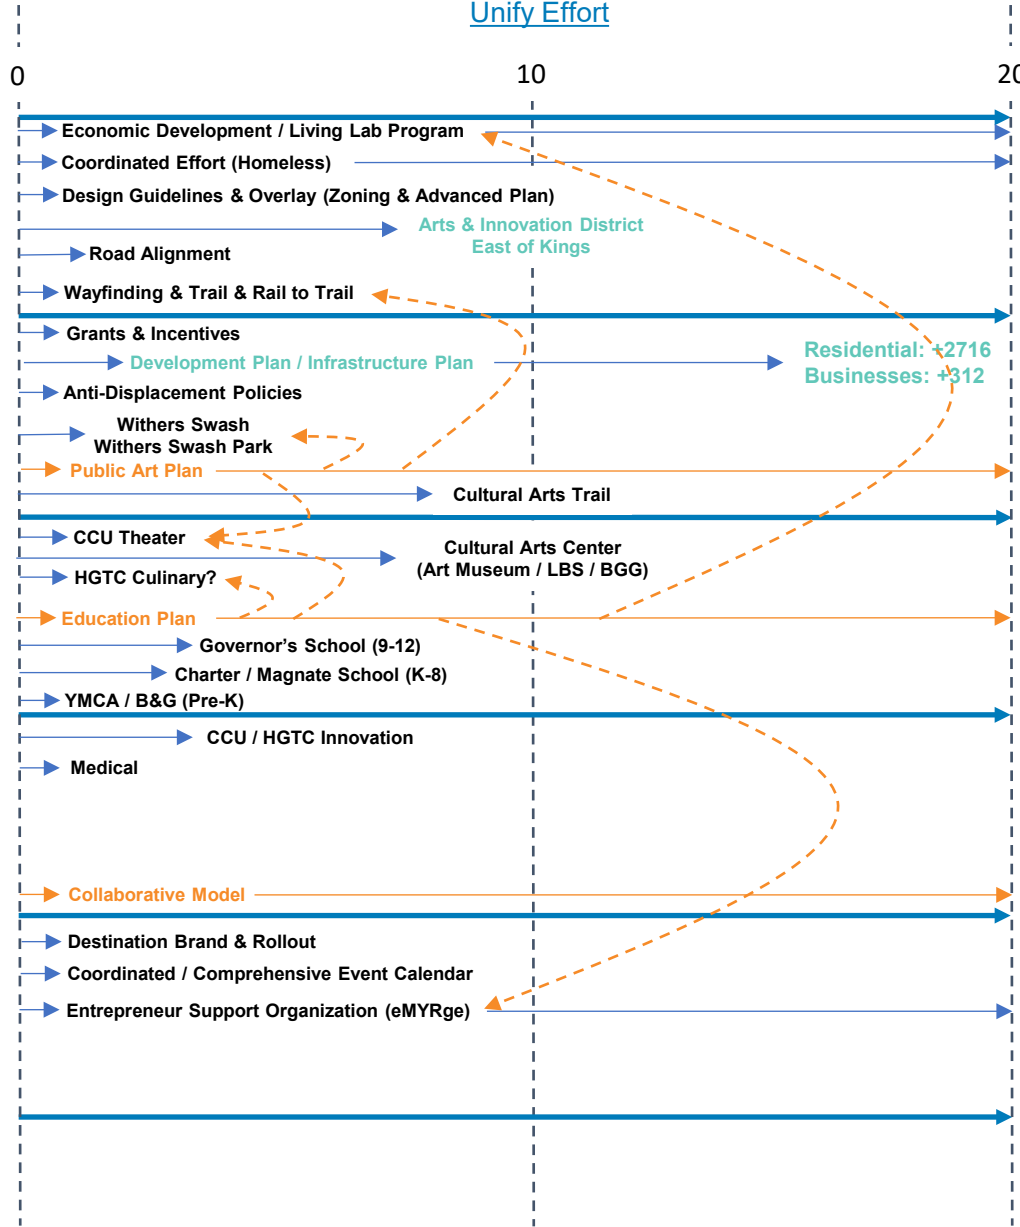 Unify Effort
0
10
20
Economic Development / Living Lab Program
Coordinated Effort (Homeless)
Design Guidelines & Overlay (Zoning & Advanced Plan)
Arts & Innovation District
East of Kings
Road Alignment
Wayfinding & Trail & Rail to Trail
Grants & Incentives
Development Plan / Infrastructure Plan
Residential: +2716
Businesses: +312
Anti-Displacement Policies
Withers Swash
Withers Swash Park
Public Art Plan
Cultural Arts Trail
CCU Theater
Cultural Arts Center
(Art Museum / LBS / BGG)
HGTC Culinary?
Education Plan
Governor's School (9-12)
Charter / Magnate School (K-8)
YMCA / B&G (Pre-K)
CCU / HGTC Innovation
Medical
Collaborative Model
Destination Brand & Rollout
Coordinated / Comprehensive Event Calendar
Entrepreneur Support Organization (eMYRge)